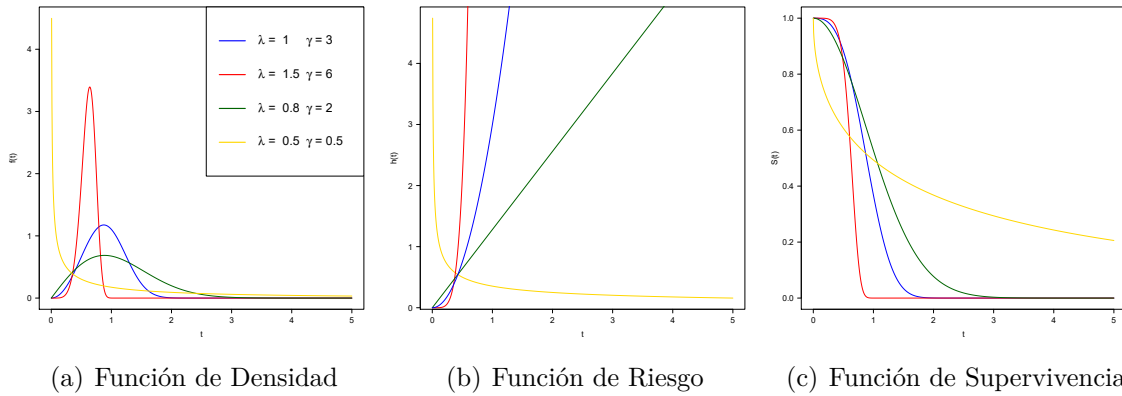 f(t)
4
3
2
1
0
0 1 2 3 4 5
t
λ = 1 γ = 3
λ = 1.5 γ = 6
λ = 0.8 γ = 2
λ = 0.5 γ = 0.5
(a) Función de Densidad
h(t)
4
3
2
1
0
0 1 2 3 4 5
t
(b) Función de Riesgo
S(t)
1.0
0.8
0.6
0.4
0.2
0.0
0 1 2 3 4 5
t
(c) Función de Supervivencia